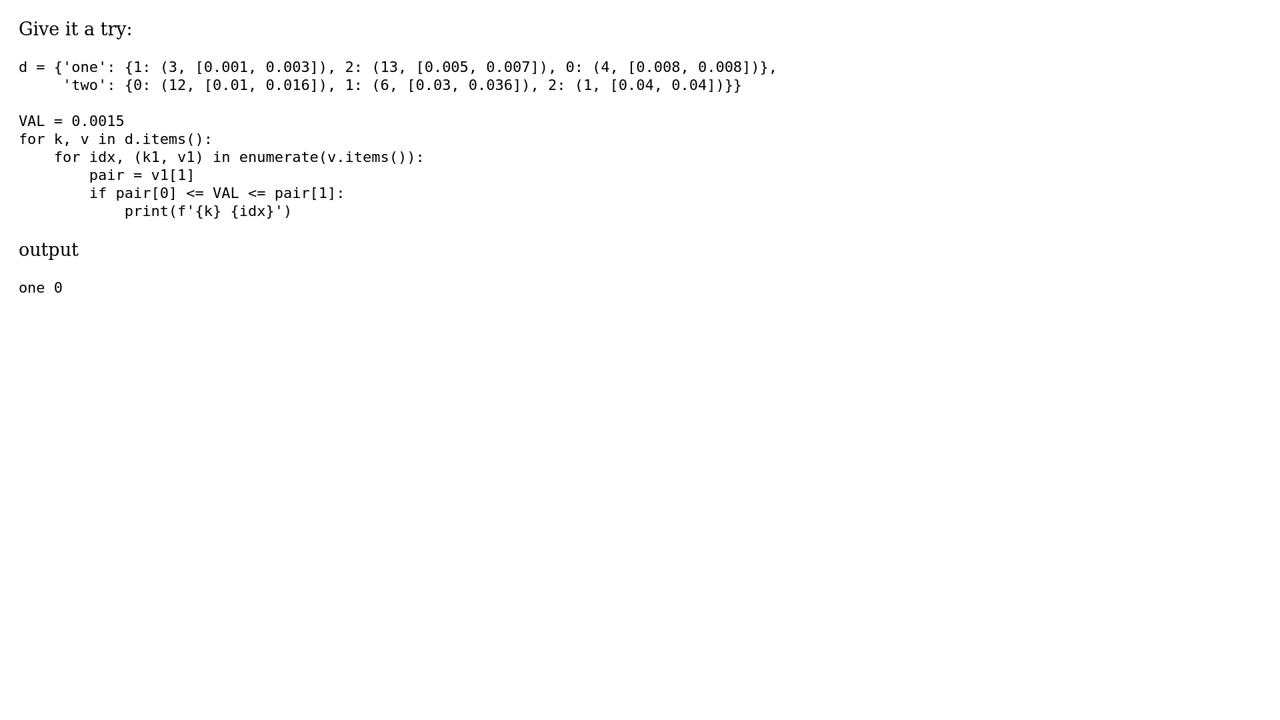 Give it a try:
d = {'one': {1: (3, [0.001, 0.003]), 2: (13, [0.005, 0.007]), 0: (4, [0.008, 0.008])},
     'two': {0: (12, [0.01, 0.016]), 1: (6, [0.03, 0.036]), 2: (1, [0.04, 0.04])}}
VAL = 0.0015
for k, v in d.items():
    for idx, (k1, v1) in enumerate(v.items()):
        pair = v1[1]
        if pair[0] <= VAL <= pair[1]:
            print(f'{k} {idx}')
output
one 0